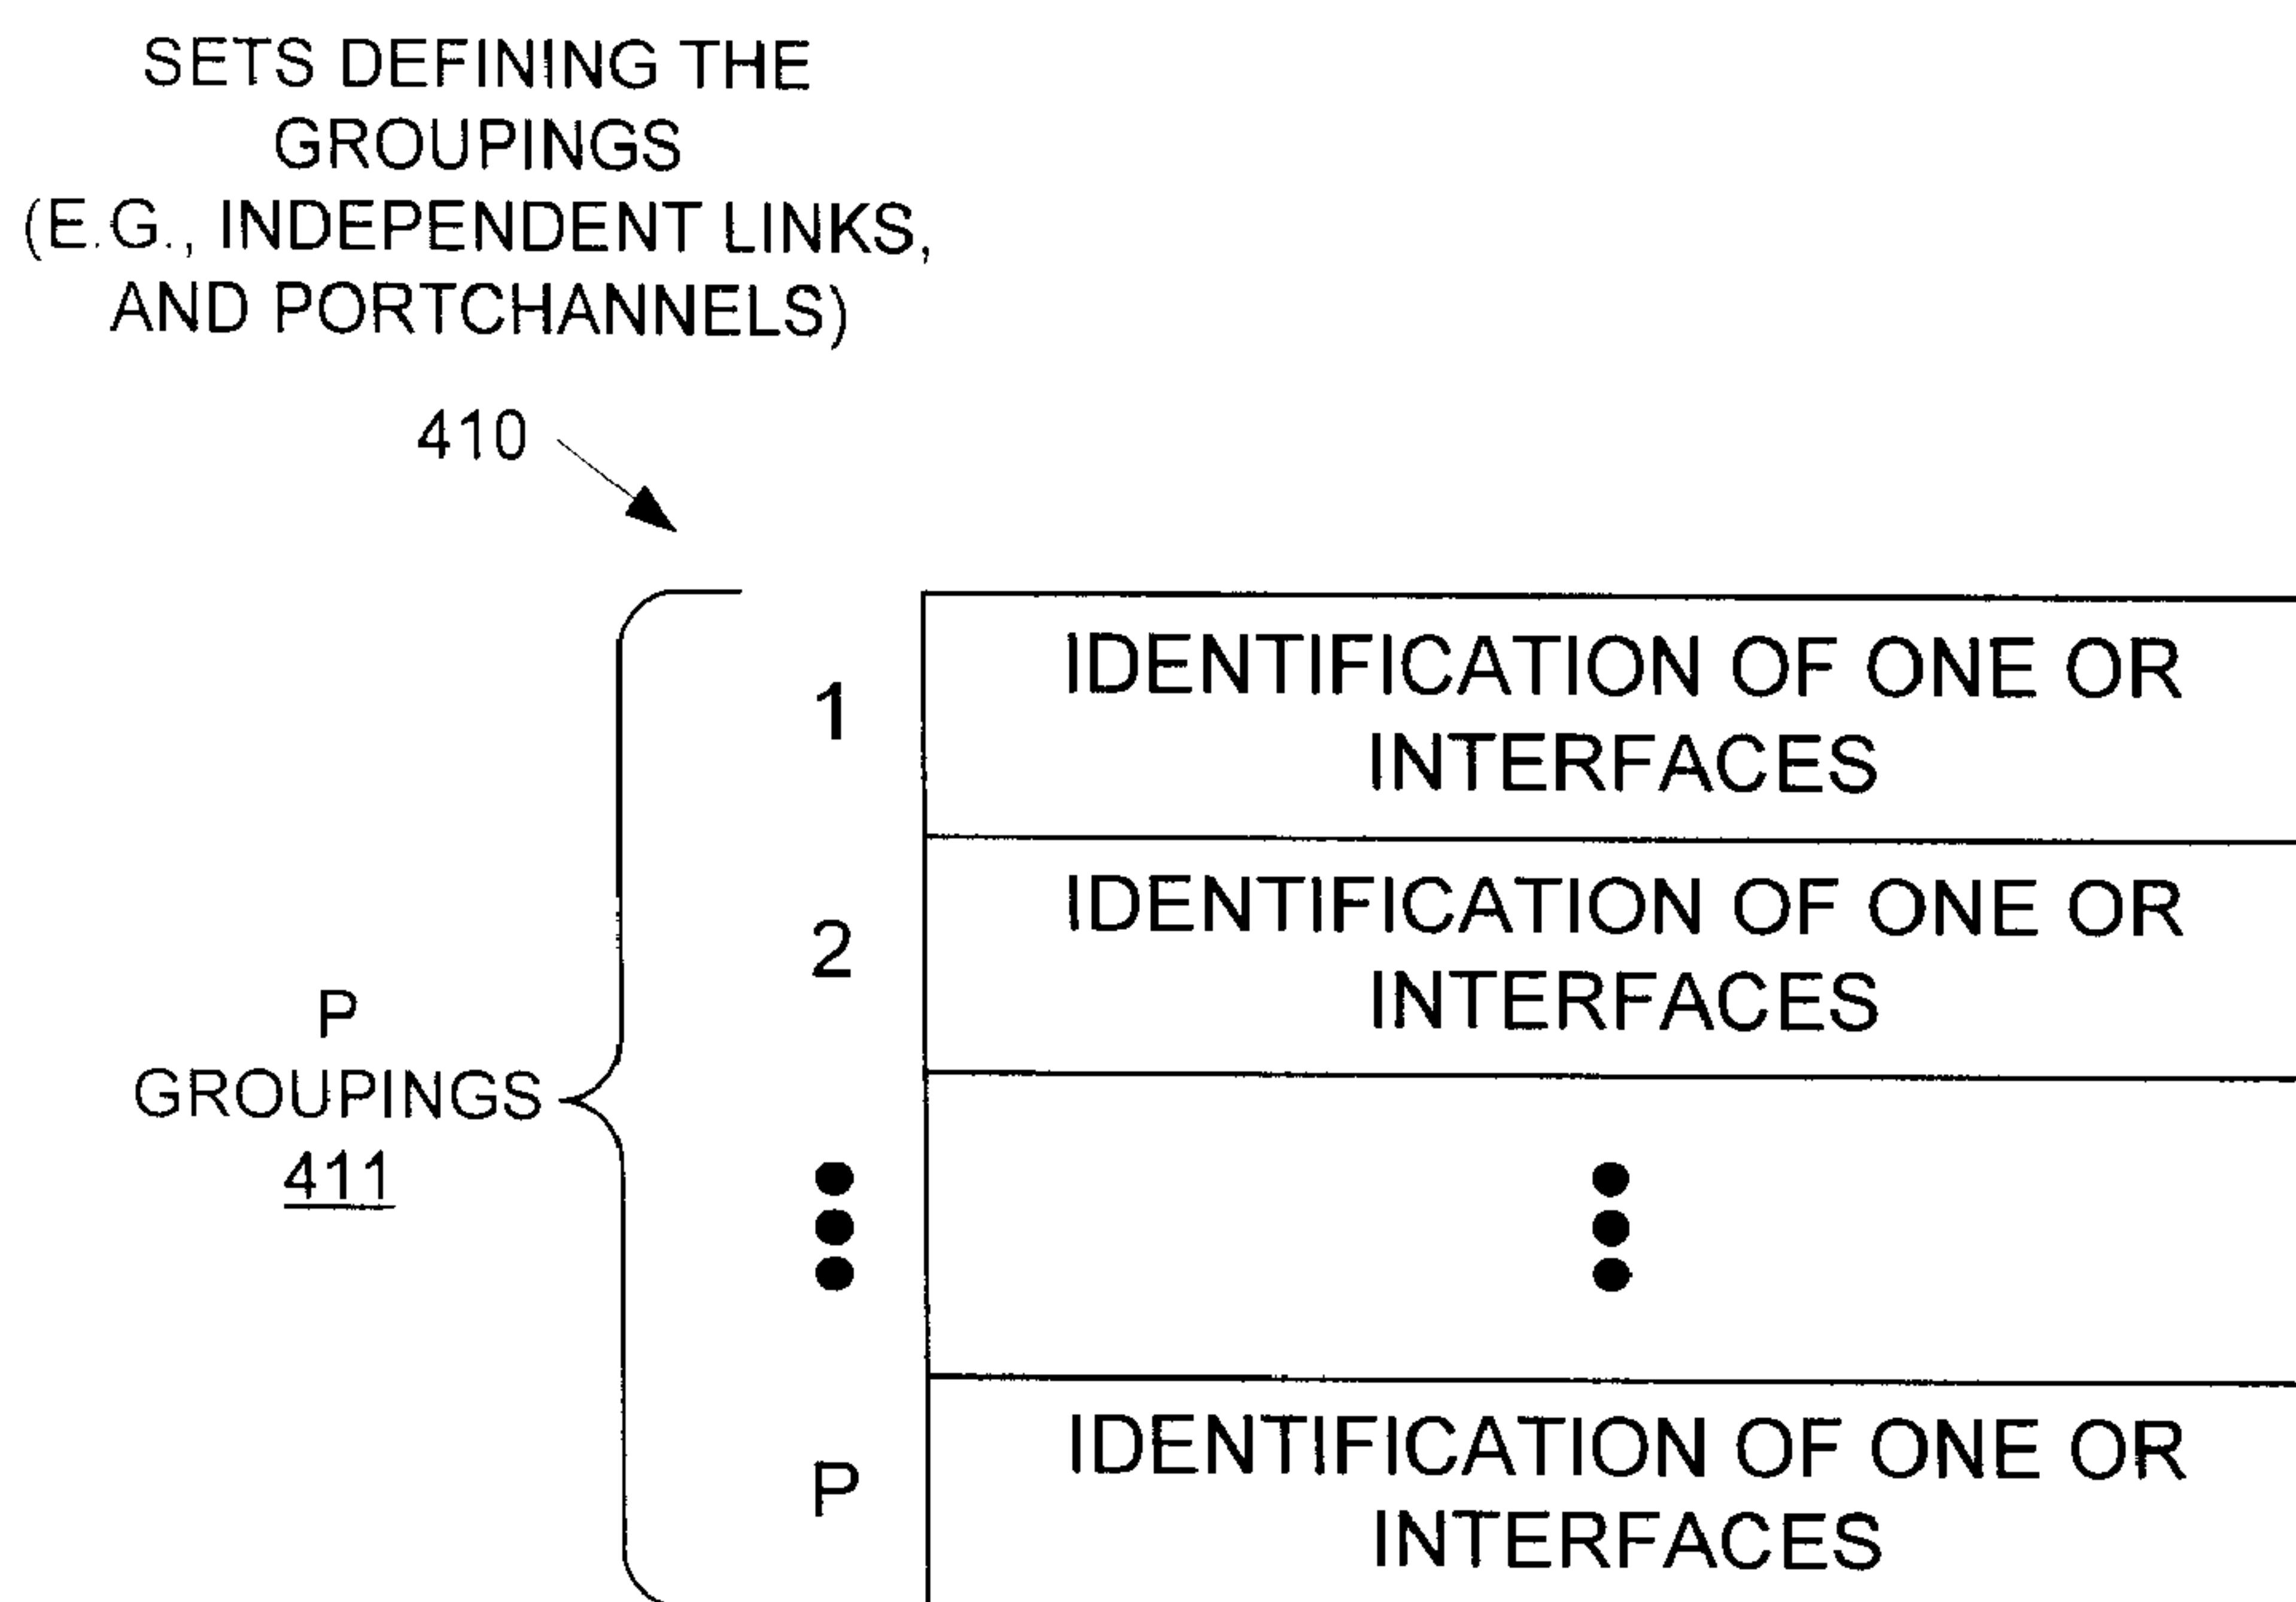 SETS DEFINING THE
GROUPINGS
(E.G., INDEPENDENT LINKS,
AND PORTCHANNELS)
410
1
IDENTIFICATION OF ONE OR
INTERFACES
2
IDENTIFICATION OF ONE OR
INTERFACES
P
GROUPINGS
411
P
IDENTIFICATION OF ONE OR
INTERFACES